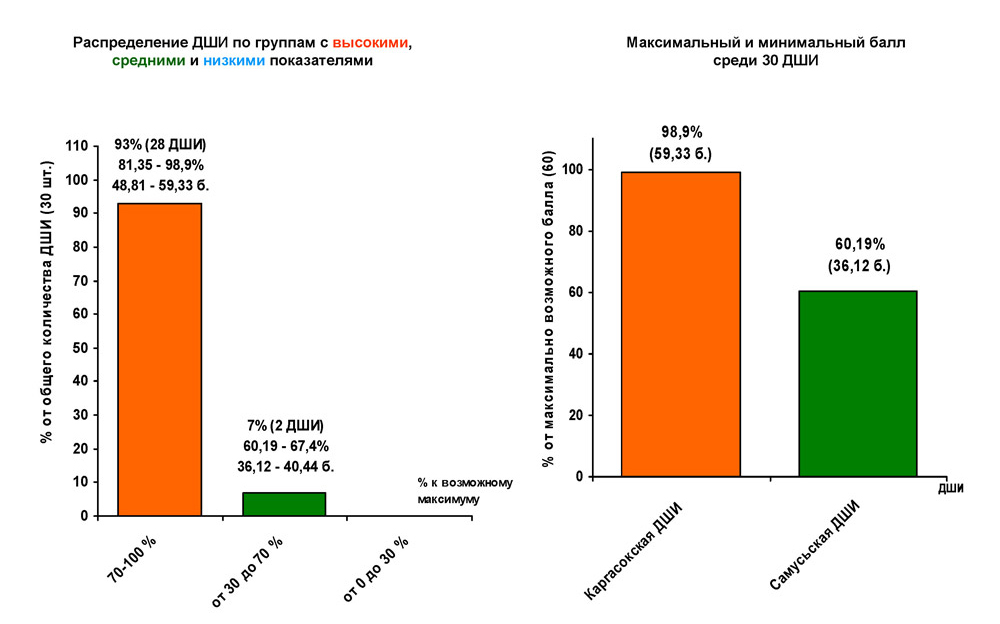 Распределение ДШИ по группам с высокими,
средними и низкими показателями
% от общего количества ДШИ (30 шт.)
110
100
90
80
70
60
50
40
30
20
10
0
93% (28 ДШИ)
81,35 - 98,9%
48,81 - 59,33 б.
7% (2 ДШИ)
60,19 - 67,4%
36,12 - 40,44 б.
% к возможному
максимуму
70-100 %
от 30 до 70 %
от 0 до 30 %
Максимальный и минимальный балл
среди 30 ДШИ
% от максимально возможного балла (60)
100
80
60
40
20
0
98,9%
(59,33 б.)
60,19%
(36,12 б.)
ДШИ
Каргасокская ДШИ
Самусьская ДШИ